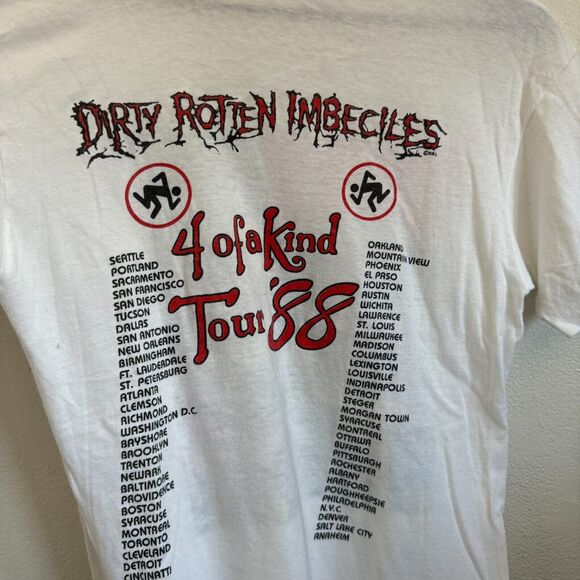 DIRTY ROTTEN IMBECILES
4 of a Kind
Tour '88
SEATTLE
PORTLAND
SACRAMENTO
SAN FRANCISCO
SAN DIEGO
TUCSON
DALLAS
SAN ANTONIO
NEW ORLEANS
BIRMINGHAM
FT. LAUDERDALE
ST. PETERSBURG
ATLANTA
CLEMSON
RICHMOND
WASHINGTON D.C.
BAYSHORE
BROOKLYN
TRENTON
NEWARK
BALTIMORE
PROVIDENCE
BOSTON
SYRACUSE
MONTREAL
TORONTO
CLEVELAND
DETROIT
CINCINATTI
OAKLAND
MOUNTAIN VIEW
PHOENIX
EL PASO
HOUSTON
AUSTIN
WICHITA
LAWRENCE
ST. LOUIS
MILWAUKEE
MADISON
COLUMBUS
LEXINGTON
LOUISVILLE
INDIANAPOLIS
DETROIT
STEGER
MORGAN TOWN
SYRACUSE
MONTREAL
OTTAWA
BUFFALO
PITTSBURGH
ROCHESTER
ALBANY
HARTFORD
POUGHKEEPSIE
PHILADELPHIA
N.Y.C.
DENVER
SALT LAKE CITY
ANAHEIM